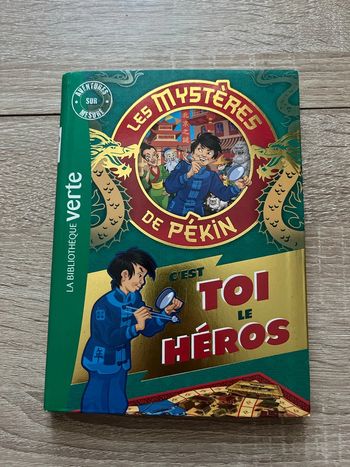 AVENTURES
SUR
MESURE
LES MYSTÈRES
DE PÉKIN
C'EST
TOI
LE
HÉROS
LA BIBLIOTHÈQUE verte